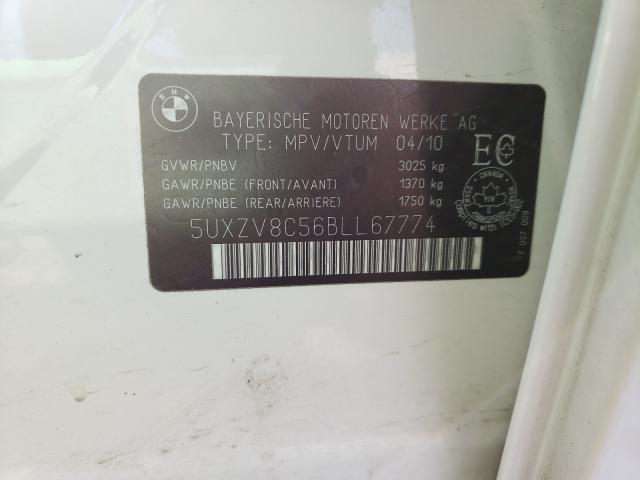 BMW
BAYERISCHE MOTOREN WERKE AG
TYPE: MPV/VTUM 04/10
EC
GVWR/PNBV 3025 kg
GAWR/PNBE (FRONT/AVANT) 1370 kg
GAWR/PNBE (REAR/ARRIERE) 1750 kg
CANADA
5UXZV8C56BLL67774